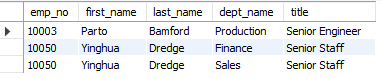 emp_no first_name last_name dept_name title
10003 Parto Bamford Production Senior Engineer
10050 Yinghua Dredge Finance Senior Staff
10050 Yinghua Dredge Sales Senior Staff